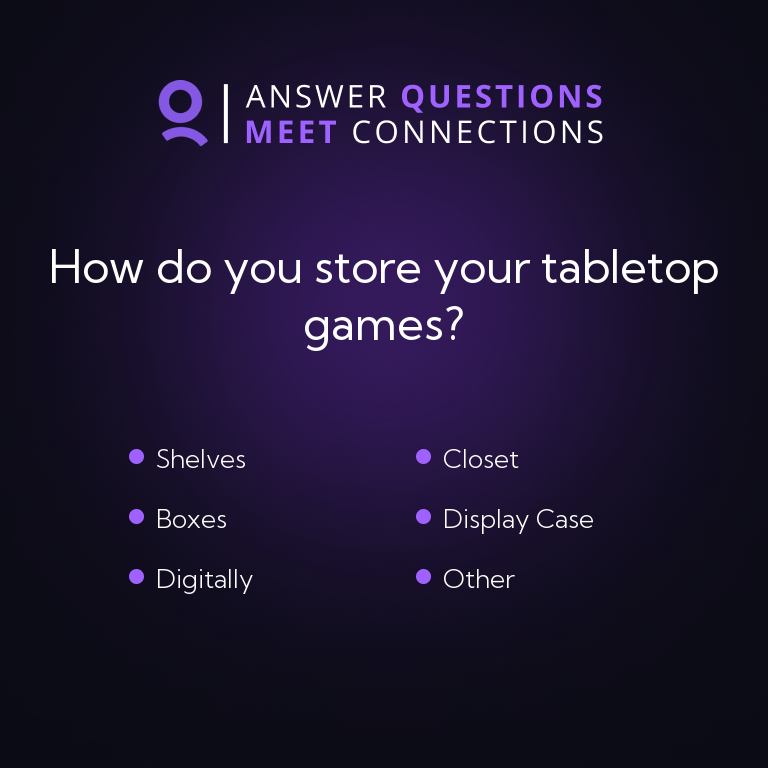 ANSWER QUESTIONS
MEET CONNECTIONS
How do you store your tabletop
games?
Shelves
Closet
Boxes
Display Case
Digitally
Other